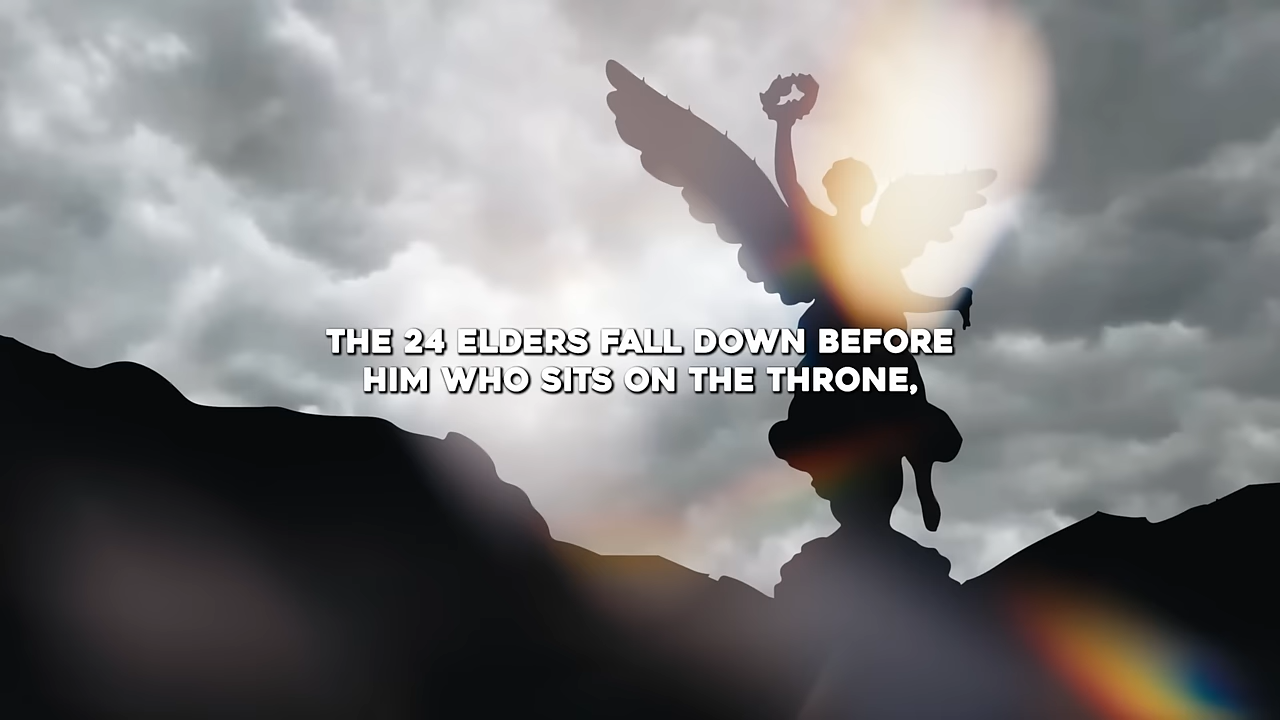 THE 24 ELDERS FALL DOWN BEFORE
HIM WHO SITS ON THE THRONE,